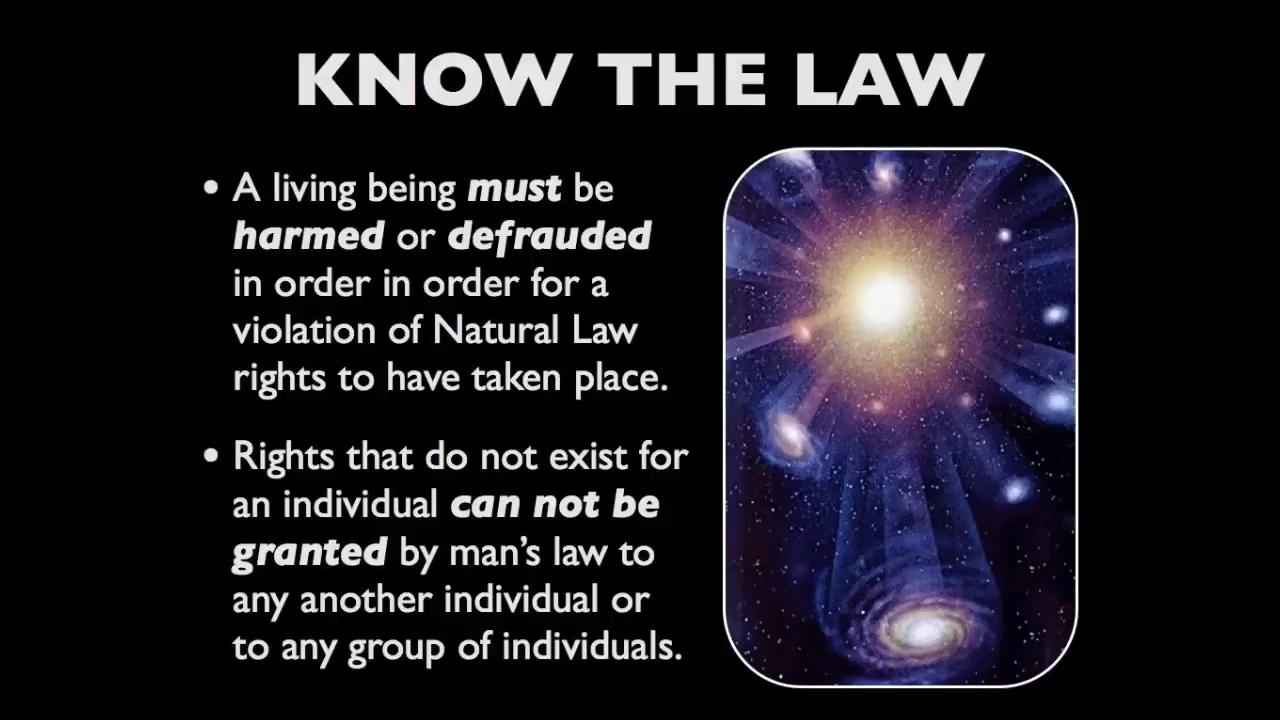 KNOW THE LAW
• A living being must be
harmed or defrauded
in order in order for a
violation of Natural Law
rights to have taken place.
• Rights that do not exist for
an individual can not be
granted by man’s law to
any another individual or
to any group of individuals.